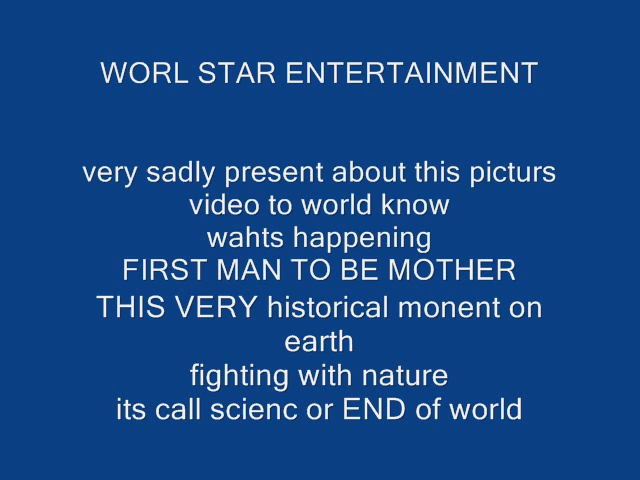 WORL STAR ENTERTAINMENT
very sadly present about this picturs
video to world know
wahts happening
FIRST MAN TO BE MOTHER
THIS VERY historical monent on
earth
fighting with nature
its call scienc or END of world